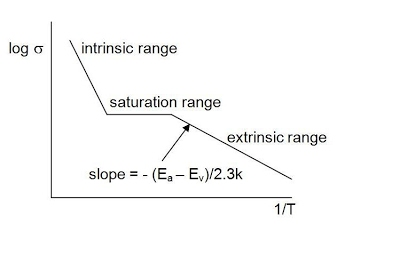 log σ
intrinsic range
saturation range
extrinsic range
slope = - (Eₐ – Eᵥ)/2.3k
1/T